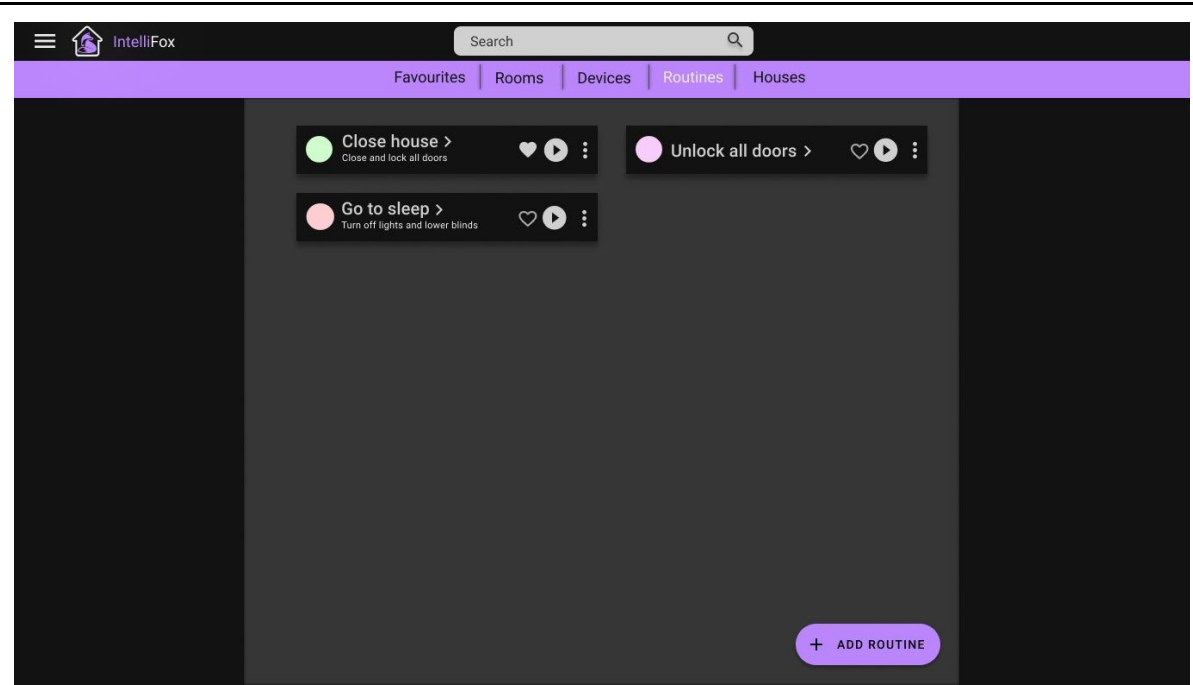 IntelliFox
Search
Favourites Rooms Devices Routines Houses
Close house >
Close and lock all doors
Unlock all doors >
Go to sleep >
Turn off lights and lower blinds
+ ADD ROUTINE